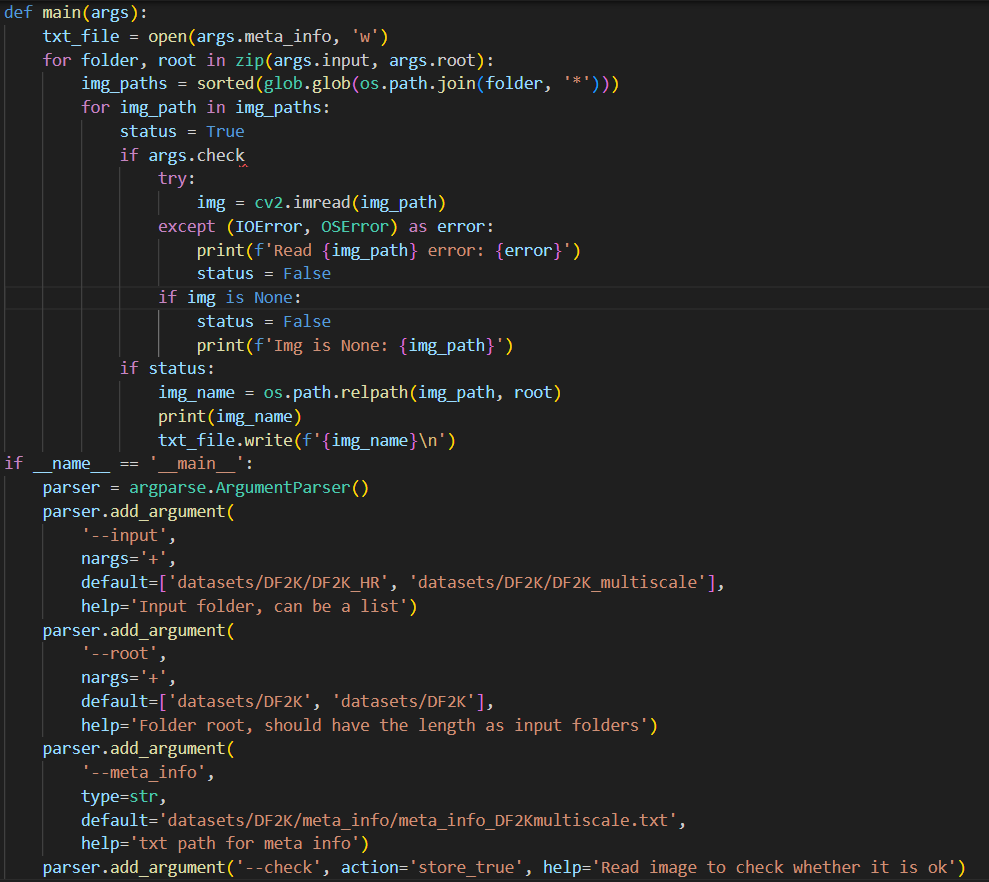 def main(args):
    txt_file = open(args.meta_info, 'w')
    for folder, root in zip(args.input, args.root):
        img_paths = sorted(glob.glob(os.path.join(folder, '*')))
        for img_path in img_paths:
            status = True
            if args.check
                try:
                    img = cv2.imread(img_path)
                except (IOError, OSError) as error:
                    print(f'Read {img_path} error: {error}')
                    status = False
                if img is None:
                    status = False
                    print(f'Img is None: {img_path}')
            if status:
                img_name = os.path.relpath(img_path, root)
                print(img_name)
                txt_file.write(f'{img_name}\n')
if __name__ == '__main__':
    parser = argparse.ArgumentParser()
    parser.add_argument(
        '--input',
        nargs='+',
        default=['datasets/DF2K/DF2K_HR', 'datasets/DF2K/DF2K_multiscale'],
        help='Input folder, can be a list')
    parser.add_argument(
        '--root',
        nargs='+',
        default=['datasets/DF2K', 'datasets/DF2K'],
        help='Folder root, should have the length as input folders')
    parser.add_argument(
        '--meta_info',
        type=str,
        default='datasets/DF2K/meta_info/meta_info_DF2Kmultiscale.txt',
        help='txt path for meta info')
    parser.add_argument('--check', action='store_true', help='Read image to check whether it is ok')